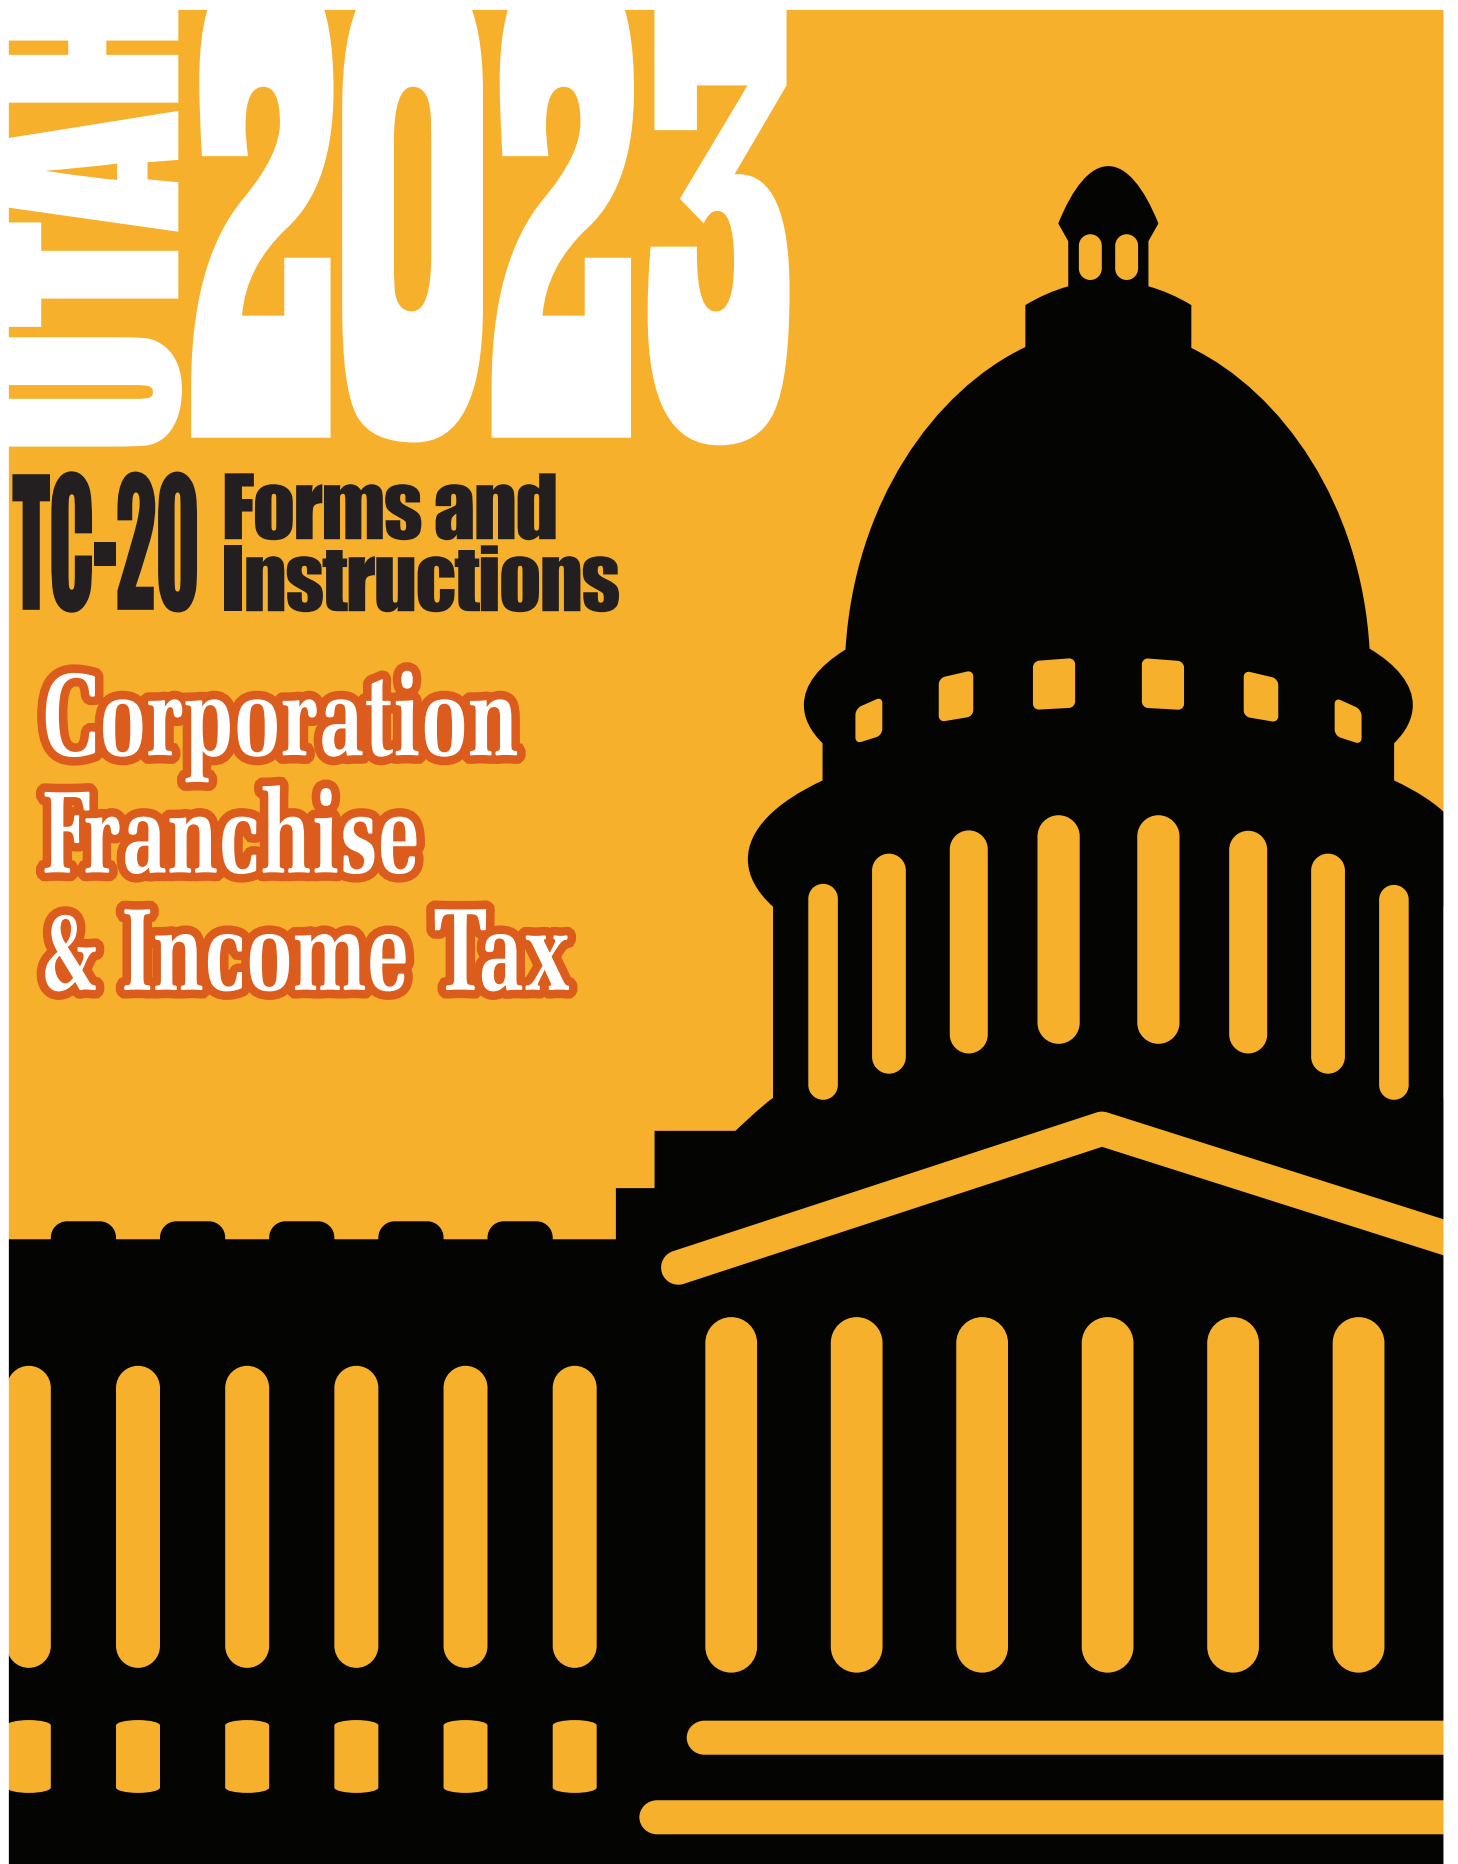 UTAH
2023
TC-20 Forms and
Instructions
Corporation
Franchise
& Income Tax